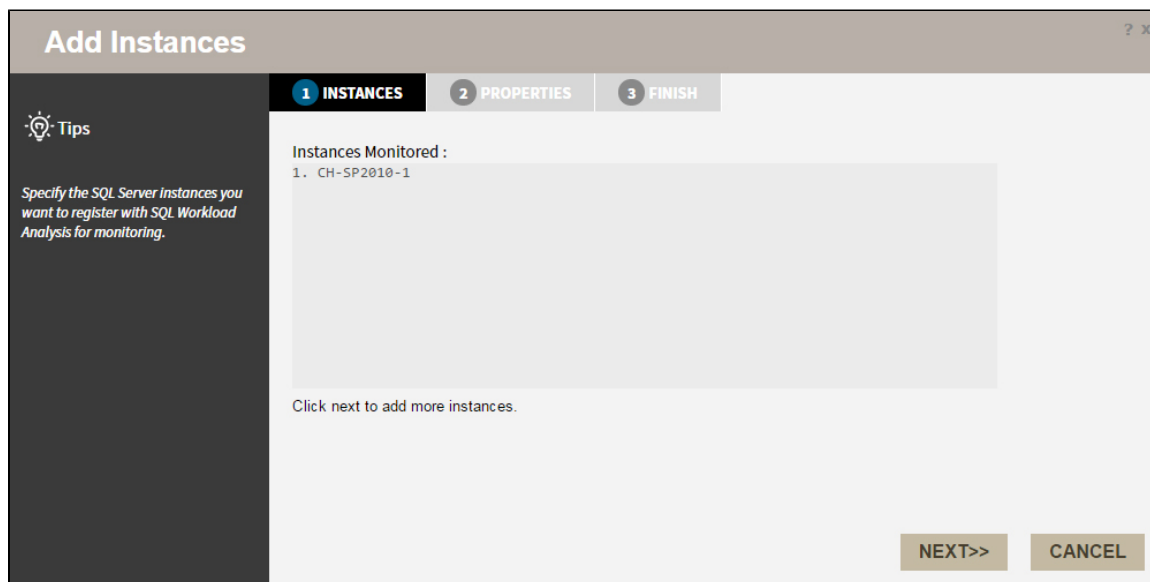 Add Instances
? x
Tips
Specify the SQL Server instances you
want to register with SQL Workload
Analysis for monitoring.
1 INSTANCES
2 PROPERTIES
3 FINISH
Instances Monitored :
1. CH-SP2010-1
Click next to add more instances.
NEXT>>
CANCEL